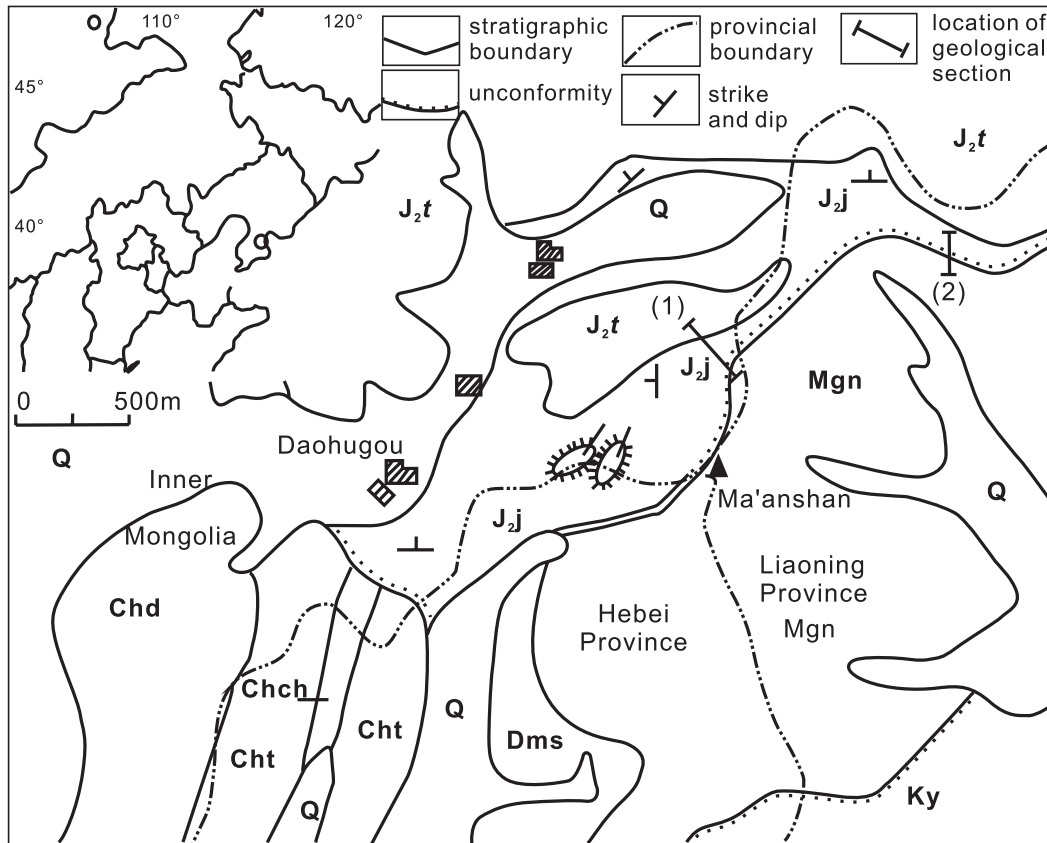 110°
120°
45°
40°
stratigraphic
boundary
provincial
boundary
location of
geological
section
unconformity
strike
and dip
J₂t
J₂t
J₂j
Q
(2)
(1)
J₂t
J₂j
Mgn
0 500m
Q
Daohugou
Inner
Mongolia
J₂j
Ma'anshan
Q
Chd
Liaoning
Province
Mgn
Hebei
Province
Chch
Cht
Cht
Q
Dms
Q
Ky